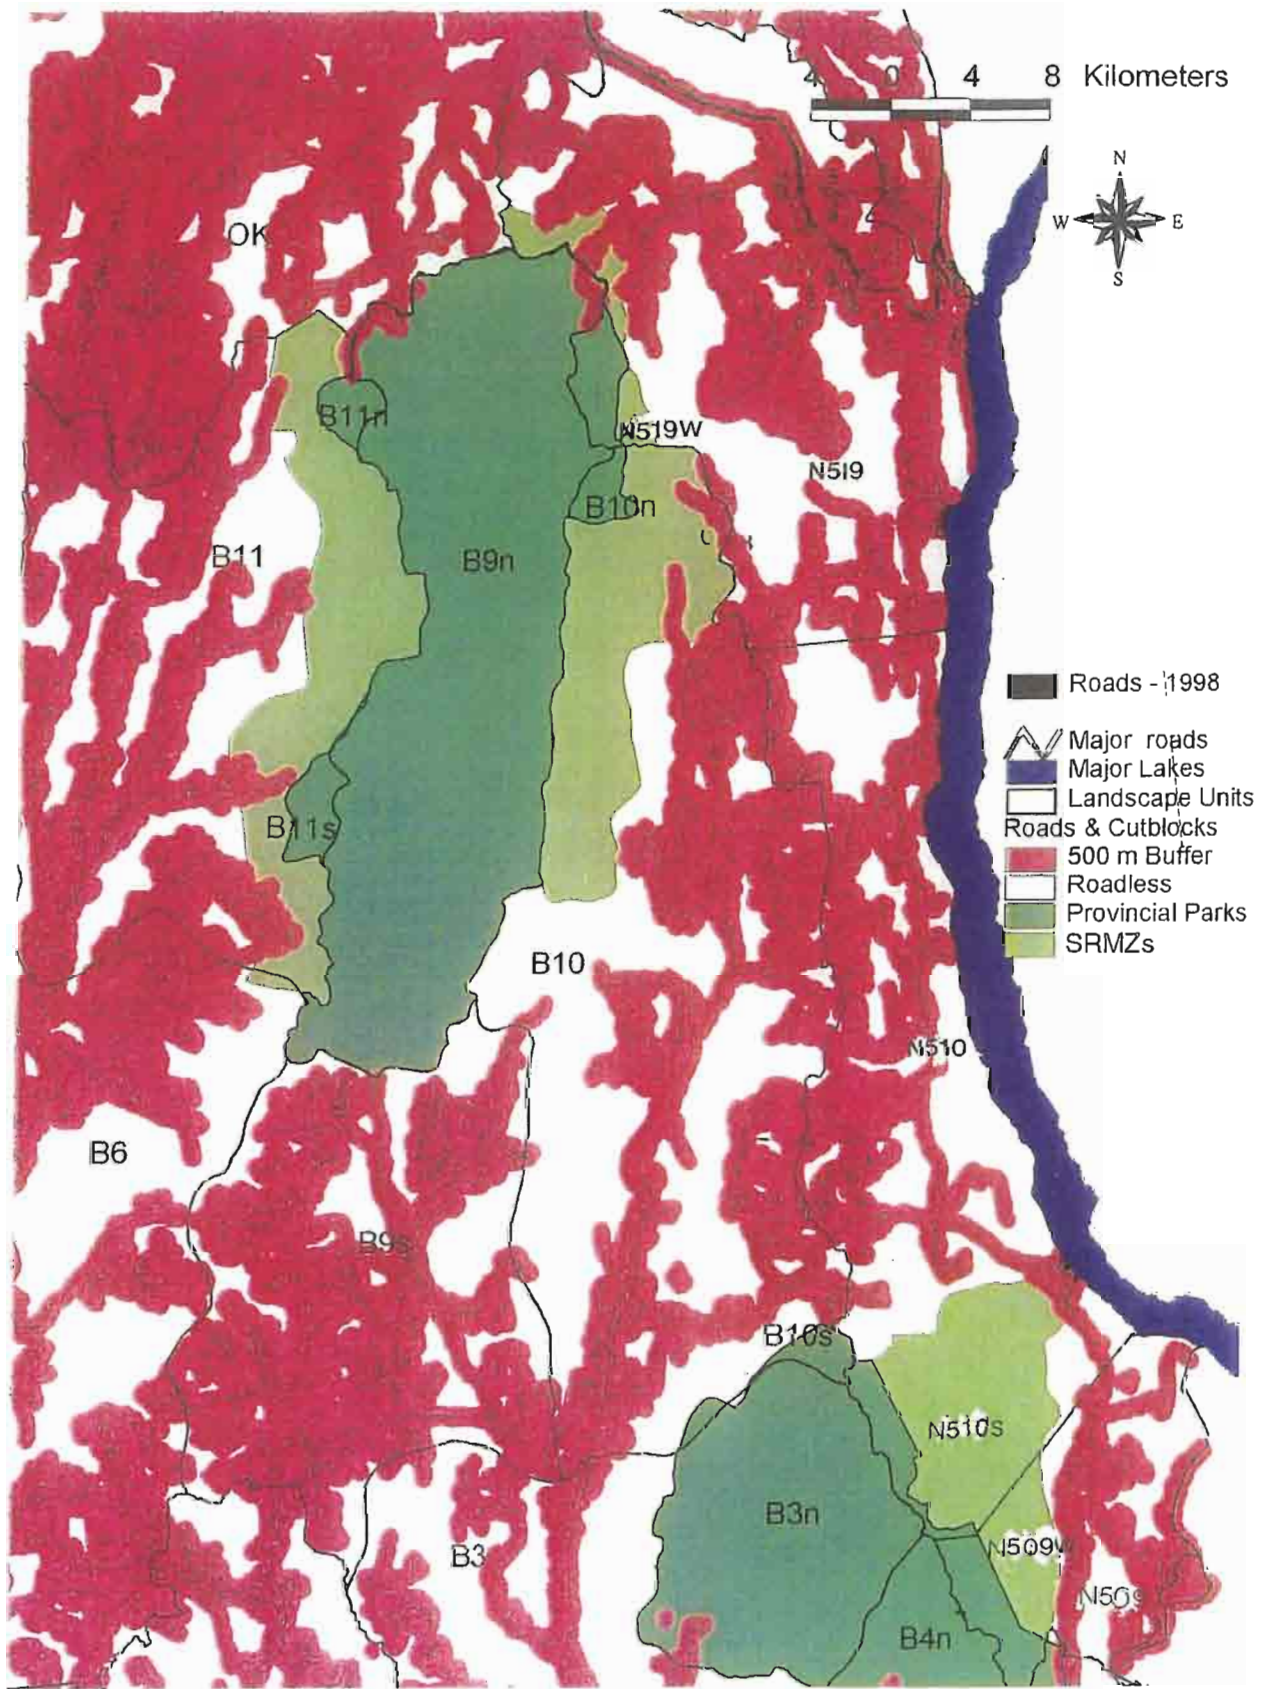 4 0 4 8 Kilometers
N
W E
S
OK
B11n
N519W
N5I9
B10n
B11
B9n
Roads - 1998
Major roads
Major Lakes
Landscape Units
Roads & Cutblocks
500 m Buffer
Roadless
Provincial Parks
SRMZs
B11s
B10
N510
B6
B9s
B10s
N510s
B3n
B3
N509W
N509
B4n